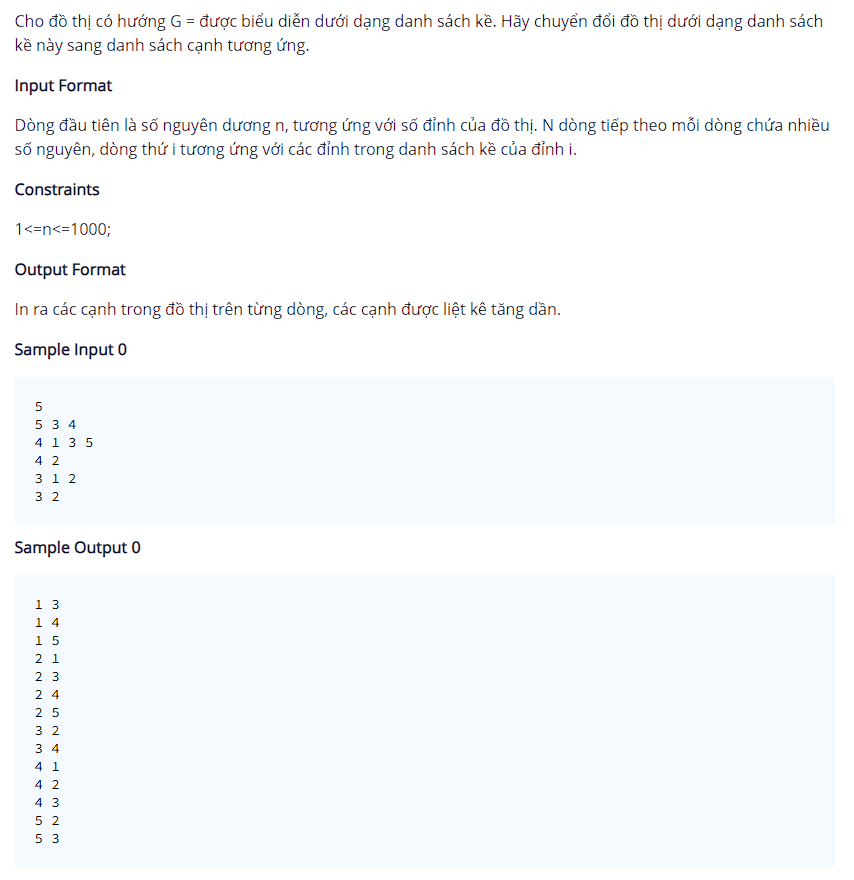 Cho đồ thị có hướng G = được biểu diễn dưới dạng danh sách kề. Hãy chuyển đổi đồ thị dưới dạng danh sách
kề này sang danh sách cạnh tương ứng.
Input Format
Dòng đầu tiên là số nguyên dương n, tương ứng với số đỉnh của đồ thị. N dòng tiếp theo mỗi dòng chứa nhiều
số nguyên, dòng thứ i tương ứng với các đỉnh trong danh sách kề của đỉnh i.
Constraints
1<=n<=1000;
Output Format
In ra các cạnh trong đồ thị trên từng dòng, các cạnh được liệt kê tăng dần.
Sample Input 0
5
5 3 4
4 1 3 5
4 2
3 1 2
3 2
Sample Output 0
1 3
1 4
1 5
2 1
2 3
2 4
2 5
3 2
3 4
4 1
4 2
4 3
5 2
5 3